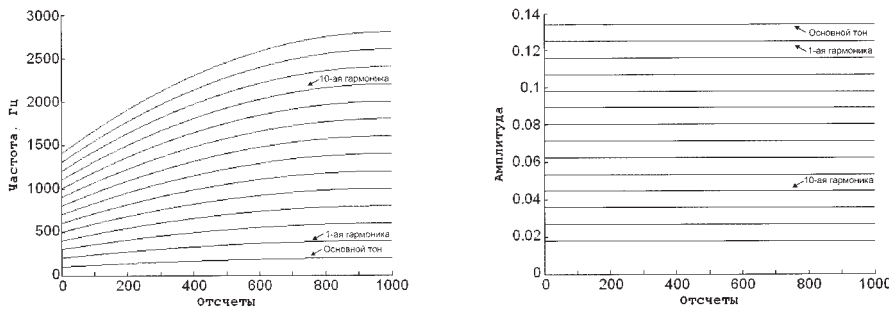 3000
2500
2000
1500
1000
500
0
Частота, Гц
10-ая гармоника
1-ая гармоника
Основной тон
0 200 400 600 800 1000
Отсчеты
0.14
0.12
0.1
0.08
0.06
0.04
0.02
0
Амплитуда
Основной тон
1-ая гармоника
10-ая гармоника
0 200 400 600 800 1000
Отсчеты